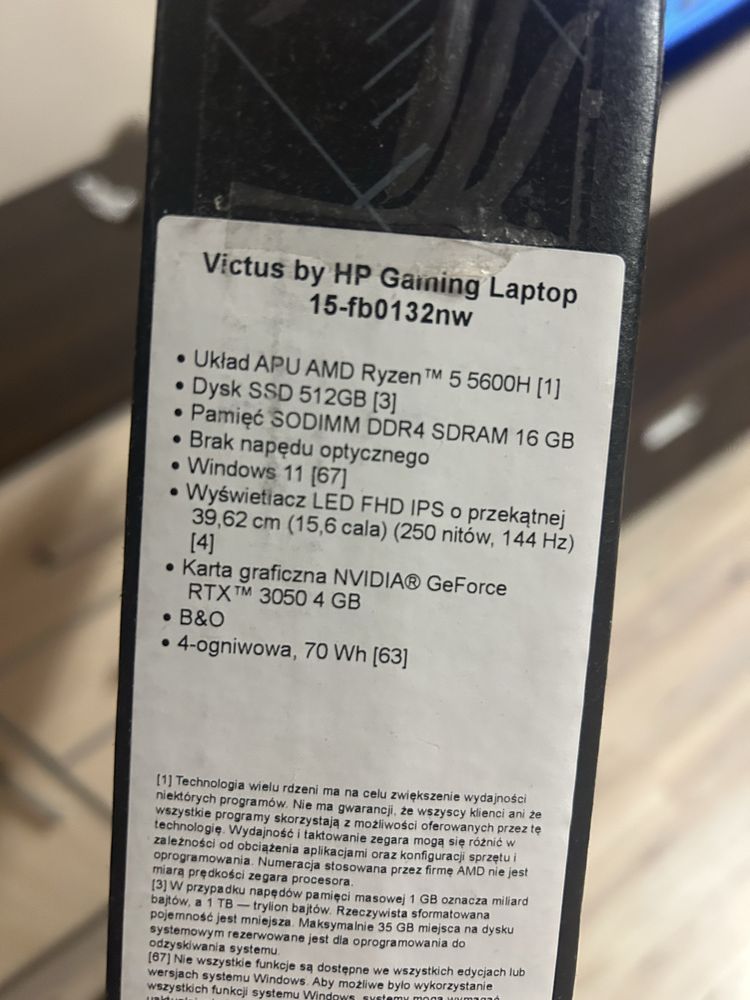 Victus by HP Gaming Laptop
15-fb0132nw
• Układ APU AMD Ryzen™ 5 5600H [1]
• Dysk SSD 512GB [3]
• Pamięć SODIMM DDR4 SDRAM 16 GB
• Brak napędu optycznego
• Windows 11 [67]
• Wyświetlacz LED FHD IPS o przekątnej
39,62 cm (15,6 cala) (250 nitów, 144 Hz)
[4]
• Karta graficzna NVIDIA® GeForce
RTX™ 3050 4 GB
• B&O
• 4-ogniwowa, 70 Wh [63]
[1] Technologia wielu rdzeni ma na celu zwiększenie wydajności
niektórych programów. Nie ma gwarancji, że wszyscy klienci ani że
wszystkie programy skorzystają z możliwości oferowanych przez tę
technologię. Wydajność i taktowanie zegara mogą się różnić w
zależności od obciążenia aplikacjami oraz konfiguracji sprzętu i
oprogramowania. Numeracja stosowana przez firmę AMD nie jest
miarą prędkości zegara procesora.
[3] W przypadku napędów pamięci masowej 1 GB oznacza miliard
bajtów, a 1 TB — trylion bajtów. Rzeczywista sformatowana
pojemność jest mniejsza. Maksymalnie 35 GB miejsca na dysku
systemowym rezerwowane jest dla oprogramowania do
odzyskiwania systemu.
[67] Nie wszystkie funkcje są dostępne we wszystkich edycjach lub
wersjach systemu Windows. Aby możliwe było wykorzystanie
wszystkich funkcji systemu Windows, systemy mogą wymagać